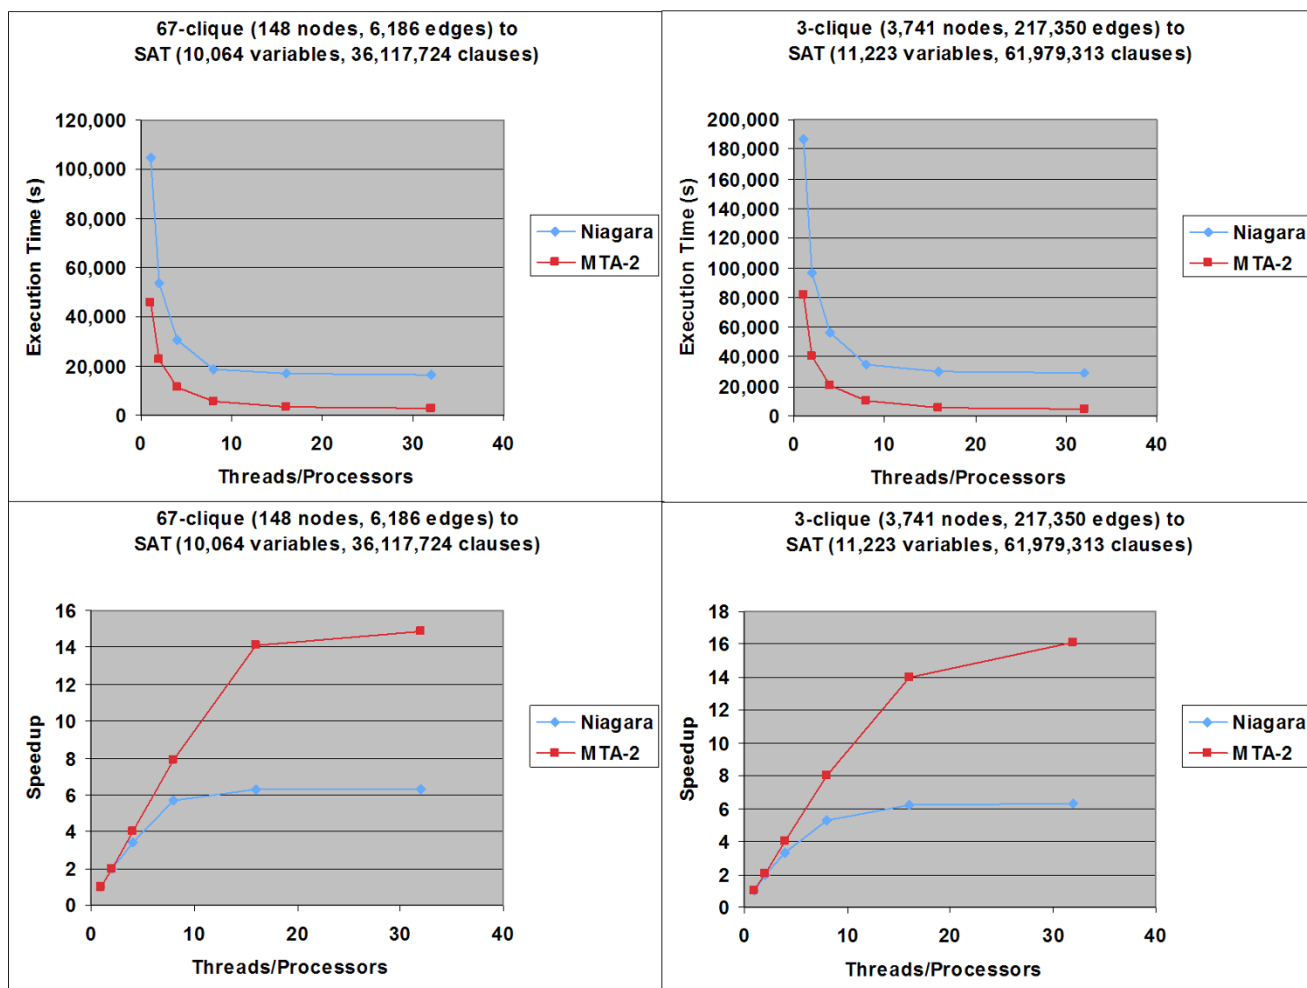 67-clique (148 nodes, 6,186 edges) to
SAT (10,064 variables, 36,117,724 clauses)
120,000
100,000
80,000
60,000
40,000
20,000
0
Execution Time (s)
0 10 20 30 40
Threads/Processors
Niagara
MTA-2
3-clique (3,741 nodes, 217,350 edges) to
SAT (11,223 variables, 61,979,313 clauses)
200,000
180,000
160,000
140,000
120,000
100,000
80,000
60,000
40,000
20,000
0
Execution Time (s)
0 10 20 30 40
Threads/Processors
Niagara
MTA-2
67-clique (148 nodes, 6,186 edges) to
SAT (10,064 variables, 36,117,724 clauses)
16
14
12
10
8
6
4
2
0
Speedup
0 10 20 30 40
Threads/Processors
Niagara
MTA-2
3-clique (3,741 nodes, 217,350 edges) to
SAT (11,223 variables, 61,979,313 clauses)
18
16
14
12
10
8
6
4
2
0
Speedup
0 10 20 30 40
Threads/Processors
Niagara
MTA-2